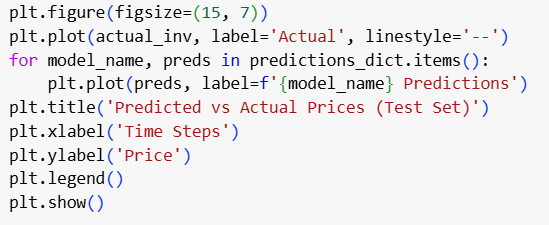 plt.figure(figsize=(15, 7))
plt.plot(actual_inv, label='Actual', linestyle='--')
for model_name, preds in predictions_dict.items():
    plt.plot(preds, label=f'{model_name} Predictions')
plt.title('Predicted vs Actual Prices (Test Set)')
plt.xlabel('Time Steps')
plt.ylabel('Price')
plt.legend()
plt.show()